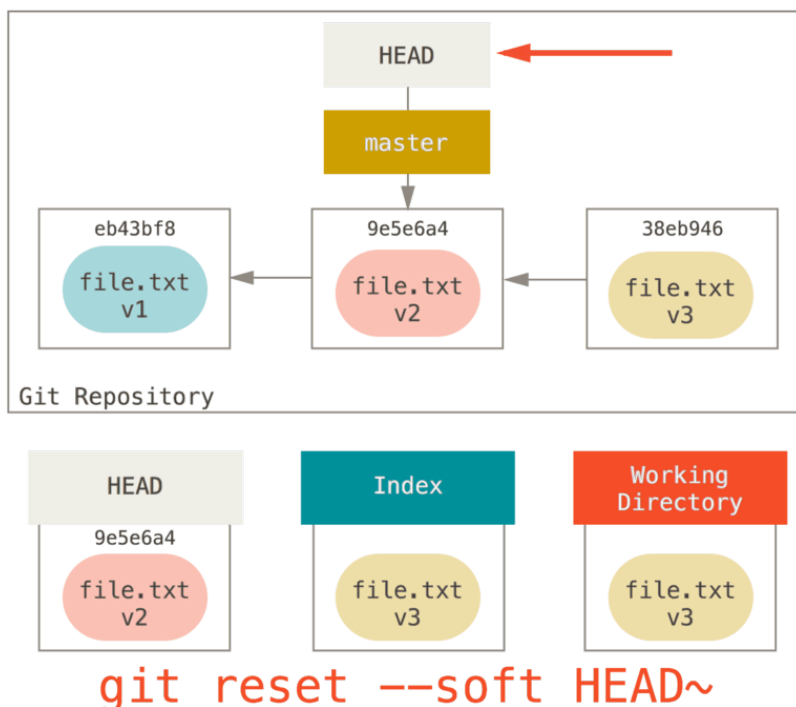 HEAD
master
eb43bf8
file.txt
v1
9e5e6a4
file.txt
v2
38eb946
file.txt
v3
Git Repository
HEAD
9e5e6a4
file.txt
v2
Index
file.txt
v3
Working
Directory
file.txt
v3
git reset --soft HEAD~